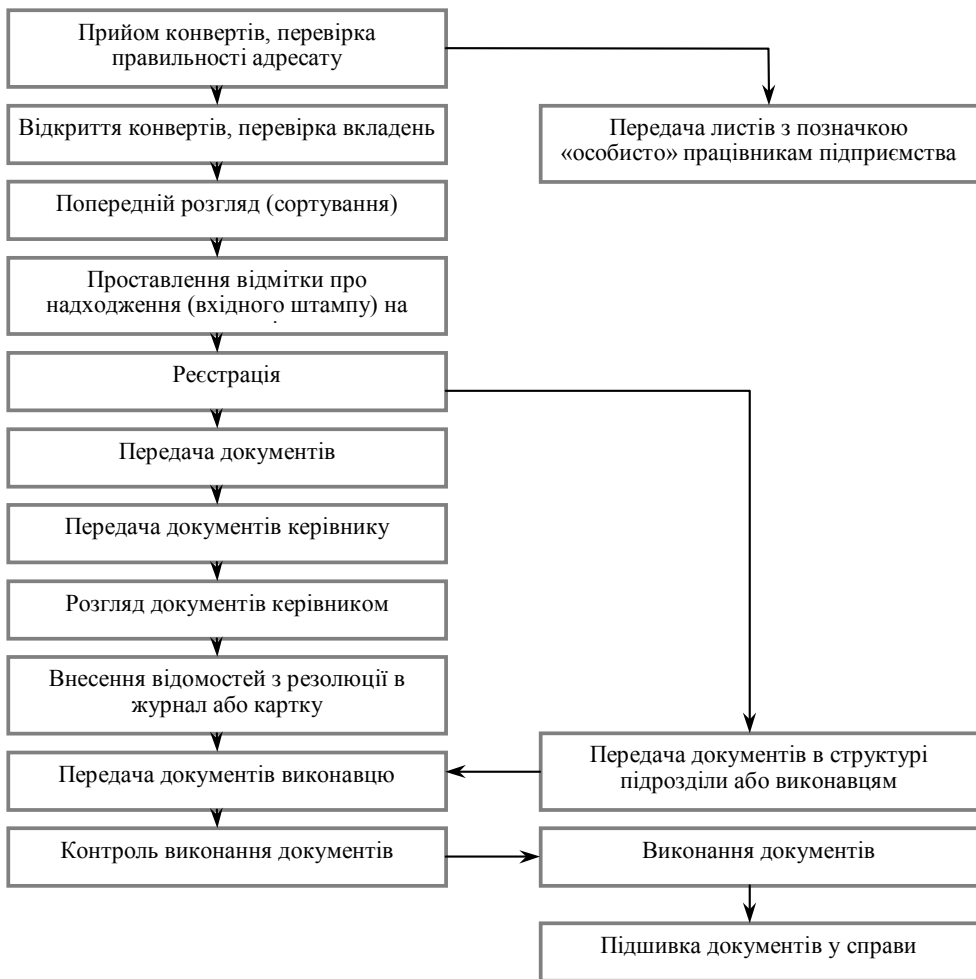 Прийом конвертів, перевірка
правильності адресату
Відкриття конвертів, перевірка вкладень
Передача листів з позначкою
«особисто» працівникам підприємства
Попередній розгляд (сортування)
Проставлення відмітки про
надходження (вхідного штампу) на
Реєстрація
Передача документів
Передача документів керівнику
Розгляд документів керівником
Внесення відомостей з резолюції в
журнал або картку
Передача документів виконавцю
Передача документів в структурі
підрозділи або виконавцям
Контроль виконання документів
Виконання документів
Підшивка документів у справи